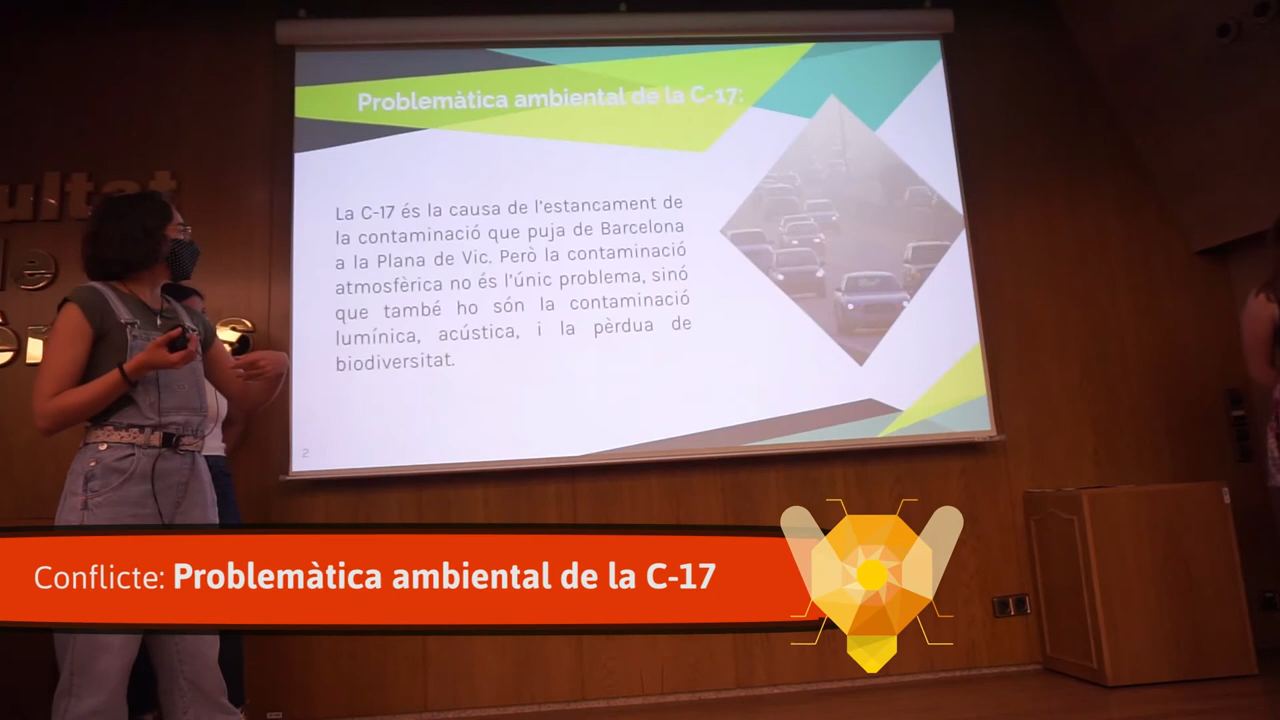 Problemàtica ambiental de la C-17:
La C-17 és la causa de l'estancament de
la contaminació que puja de Barcelona
a la Plana de Vic. Però la contaminació
atmosfèrica no és l'únic problema, sinó
que també ho són la contaminació
lumínica, acústica, i la pèrdua de
biodiversitat.
2
Conflicte: Problemàtica ambiental de la C-17